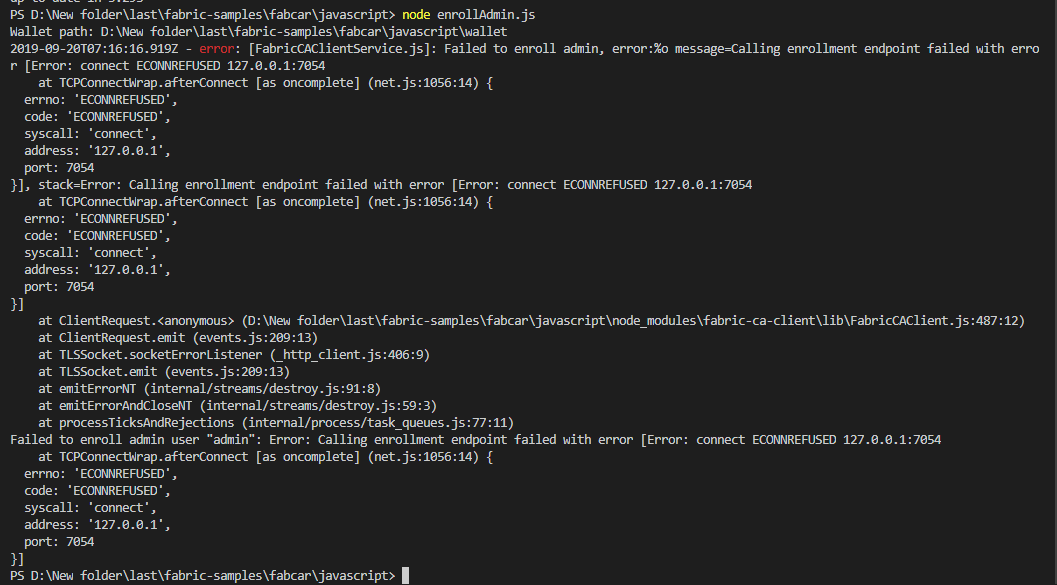 PS D:\New folder\last\fabric-samples\fabcar\javascript> node enrollAdmin.js
Wallet path: D:\New folder\last\fabric-samples\fabcar\javascript\wallet
2019-09-20T07:16:16.919Z - error: [FabricCAClientService.js]: Failed to enroll admin, error:%o message=Calling enrollment endpoint failed with erro
r [Error: connect ECONNREFUSED 127.0.0.1:7054
    at TCPConnectWrap.afterConnect [as oncomplete] (net.js:1056:14) {
  errno: 'ECONNREFUSED',
  code: 'ECONNREFUSED',
  syscall: 'connect',
  address: '127.0.0.1',
  port: 7054
}], stack=Error: Calling enrollment endpoint failed with error [Error: connect ECONNREFUSED 127.0.0.1:7054
    at TCPConnectWrap.afterConnect [as oncomplete] (net.js:1056:14) {
  errno: 'ECONNREFUSED',
  code: 'ECONNREFUSED',
  syscall: 'connect',
  address: '127.0.0.1',
  port: 7054
}]
    at ClientRequest.<anonymous> (D:\New folder\last\fabric-samples\fabcar\javascript\node_modules\fabric-ca-client\lib\FabricCAClient.js:487:12)
    at ClientRequest.emit (events.js:209:13)
    at TLSSocket.socketErrorListener (_http_client.js:406:9)
    at TLSSocket.emit (events.js:209:13)
    at emitErrorNT (internal/streams/destroy.js:91:8)
    at emitErrorAndCloseNT (internal/streams/destroy.js:59:3)
    at processTicksAndRejections (internal/process/task_queues.js:77:11)
Failed to enroll admin user "admin": Error: Calling enrollment endpoint failed with error [Error: connect ECONNREFUSED 127.0.0.1:7054
    at TCPConnectWrap.afterConnect [as oncomplete] (net.js:1056:14) {
  errno: 'ECONNREFUSED',
  code: 'ECONNREFUSED',
  syscall: 'connect',
  address: '127.0.0.1',
  port: 7054
}]
PS D:\New folder\last\fabric-samples\fabcar\javascript>